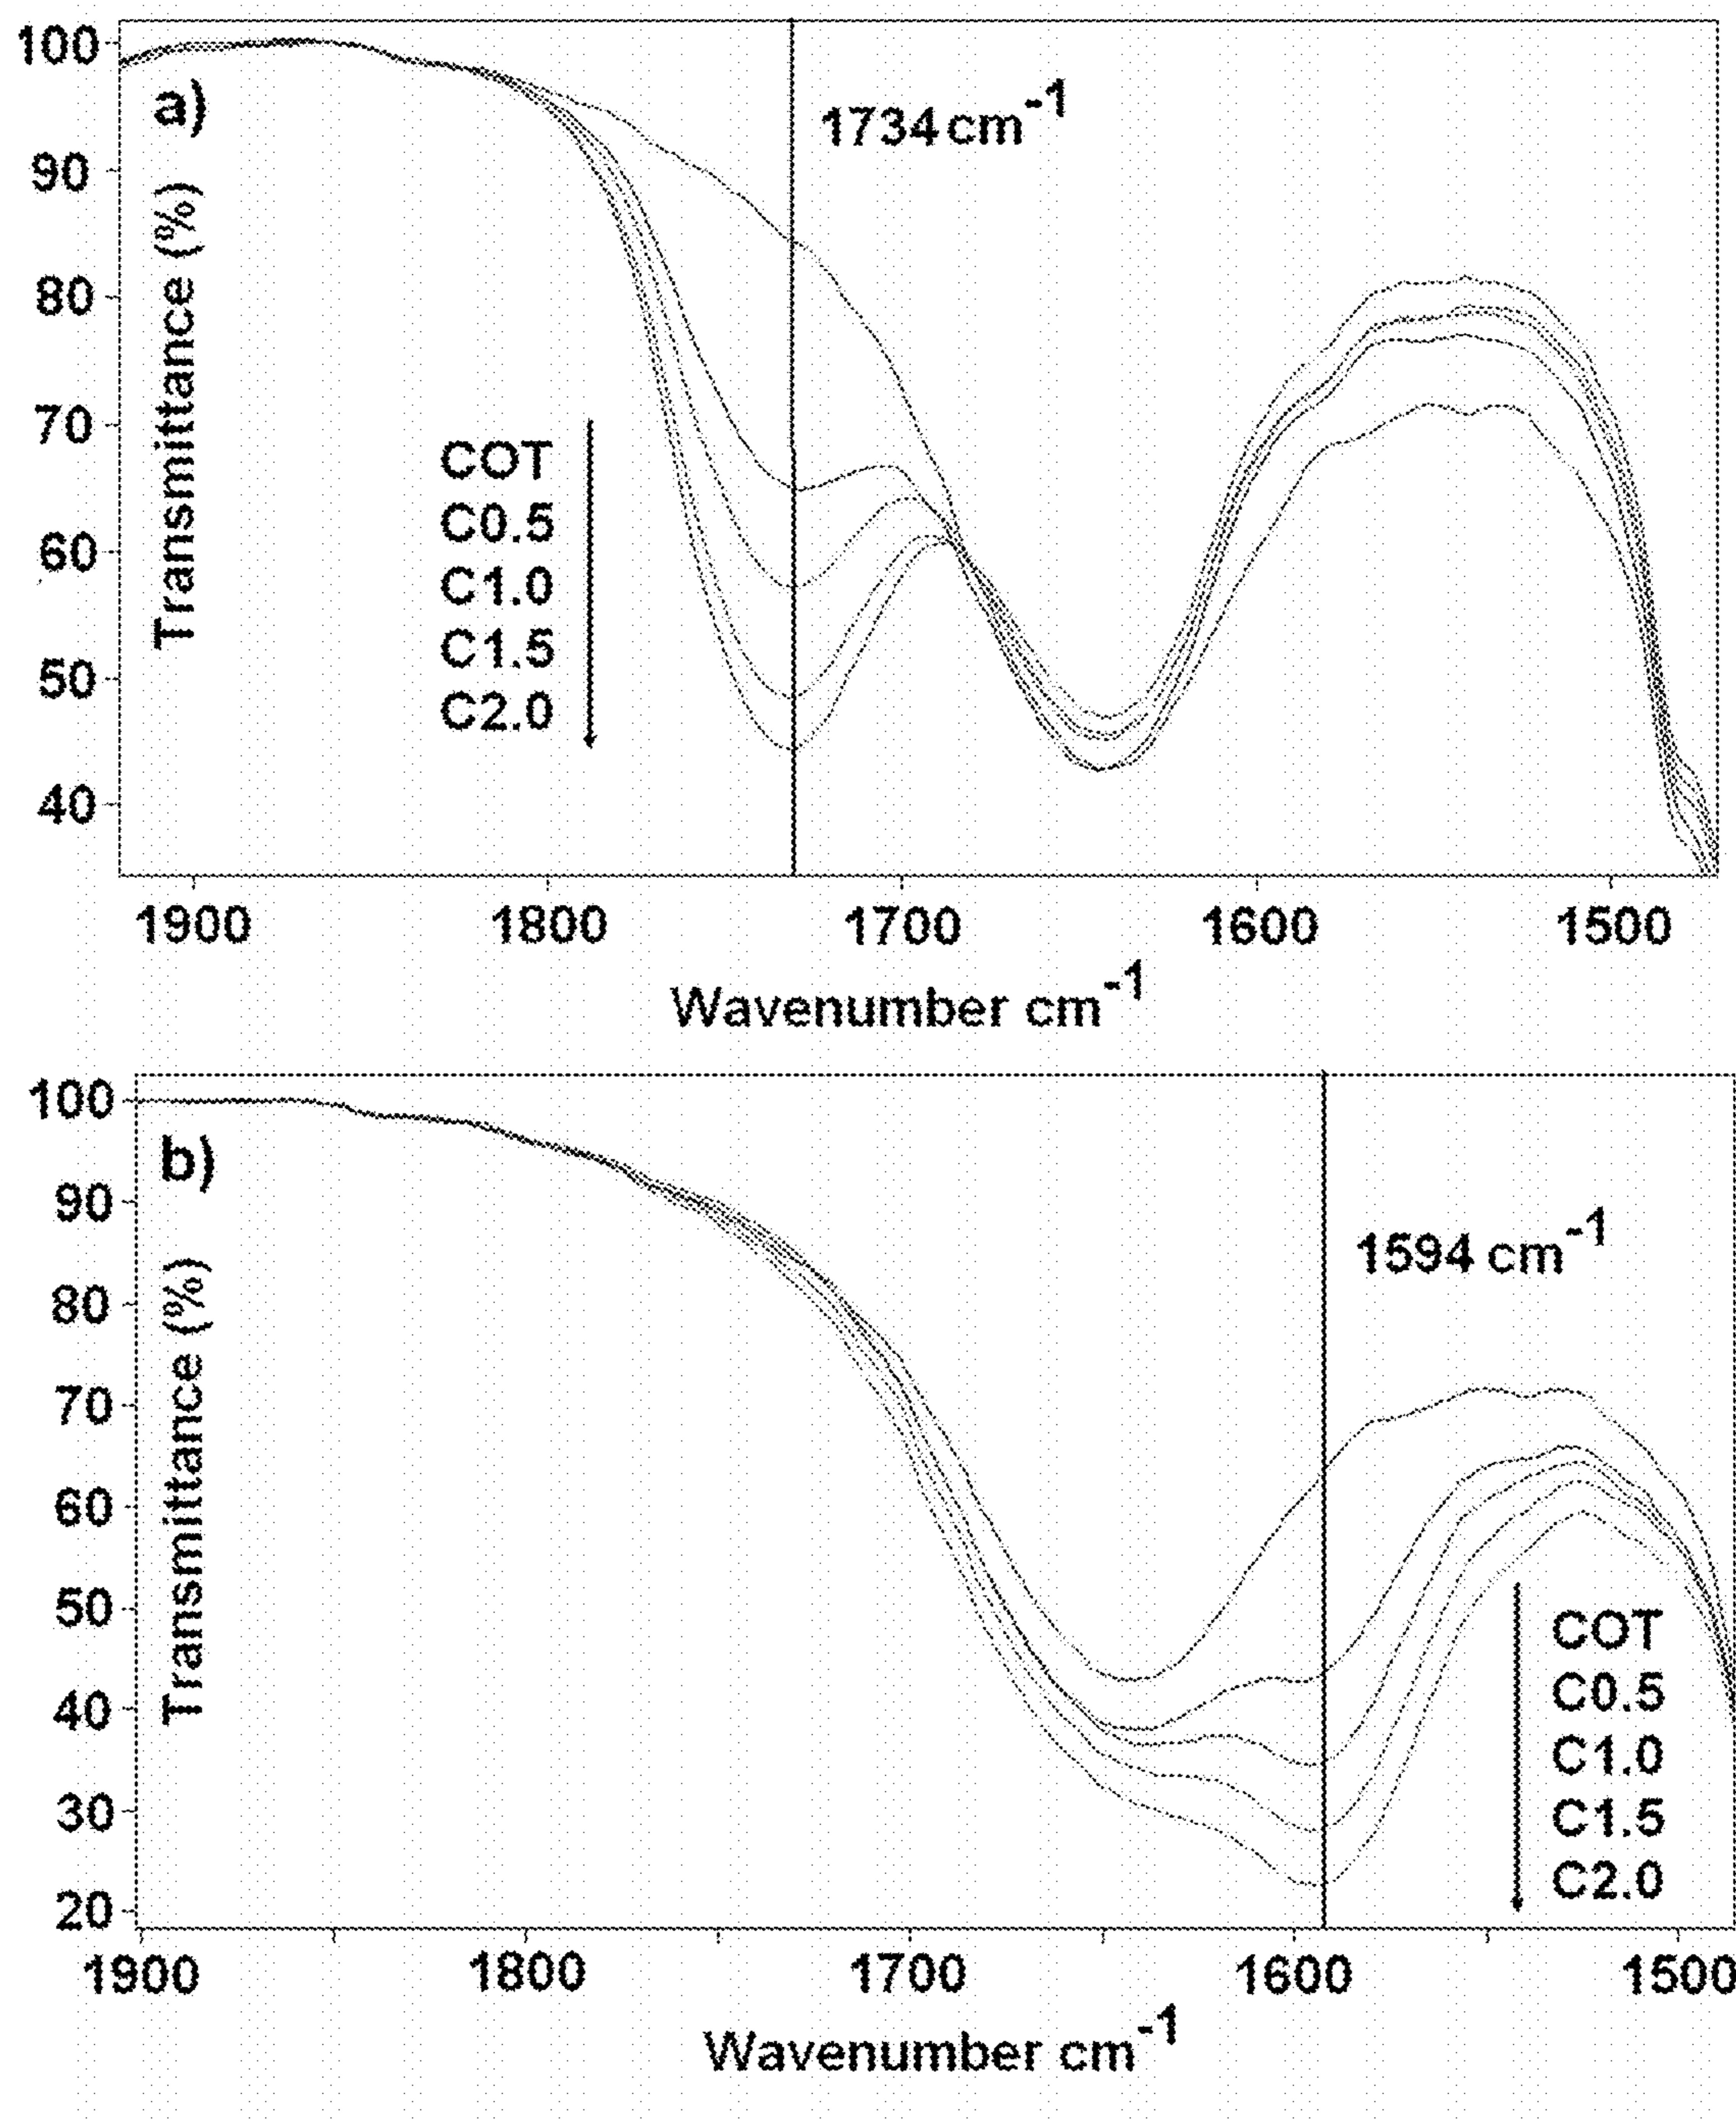 a)
1734 cm-1
Transmittance (%)
100
90
80
70
60
50
40
COT
C0.5
C1.0
C1.5
C2.0
1900 1800 1700 1600 1500
Wavenumber cm-1
b)
1594 cm-1
Transmittance (%)
100
90
80
70
60
50
40
30
20
COT
C0.5
C1.0
C1.5
C2.0
1900 1800 1700 1600 1500
Wavenumber cm-1